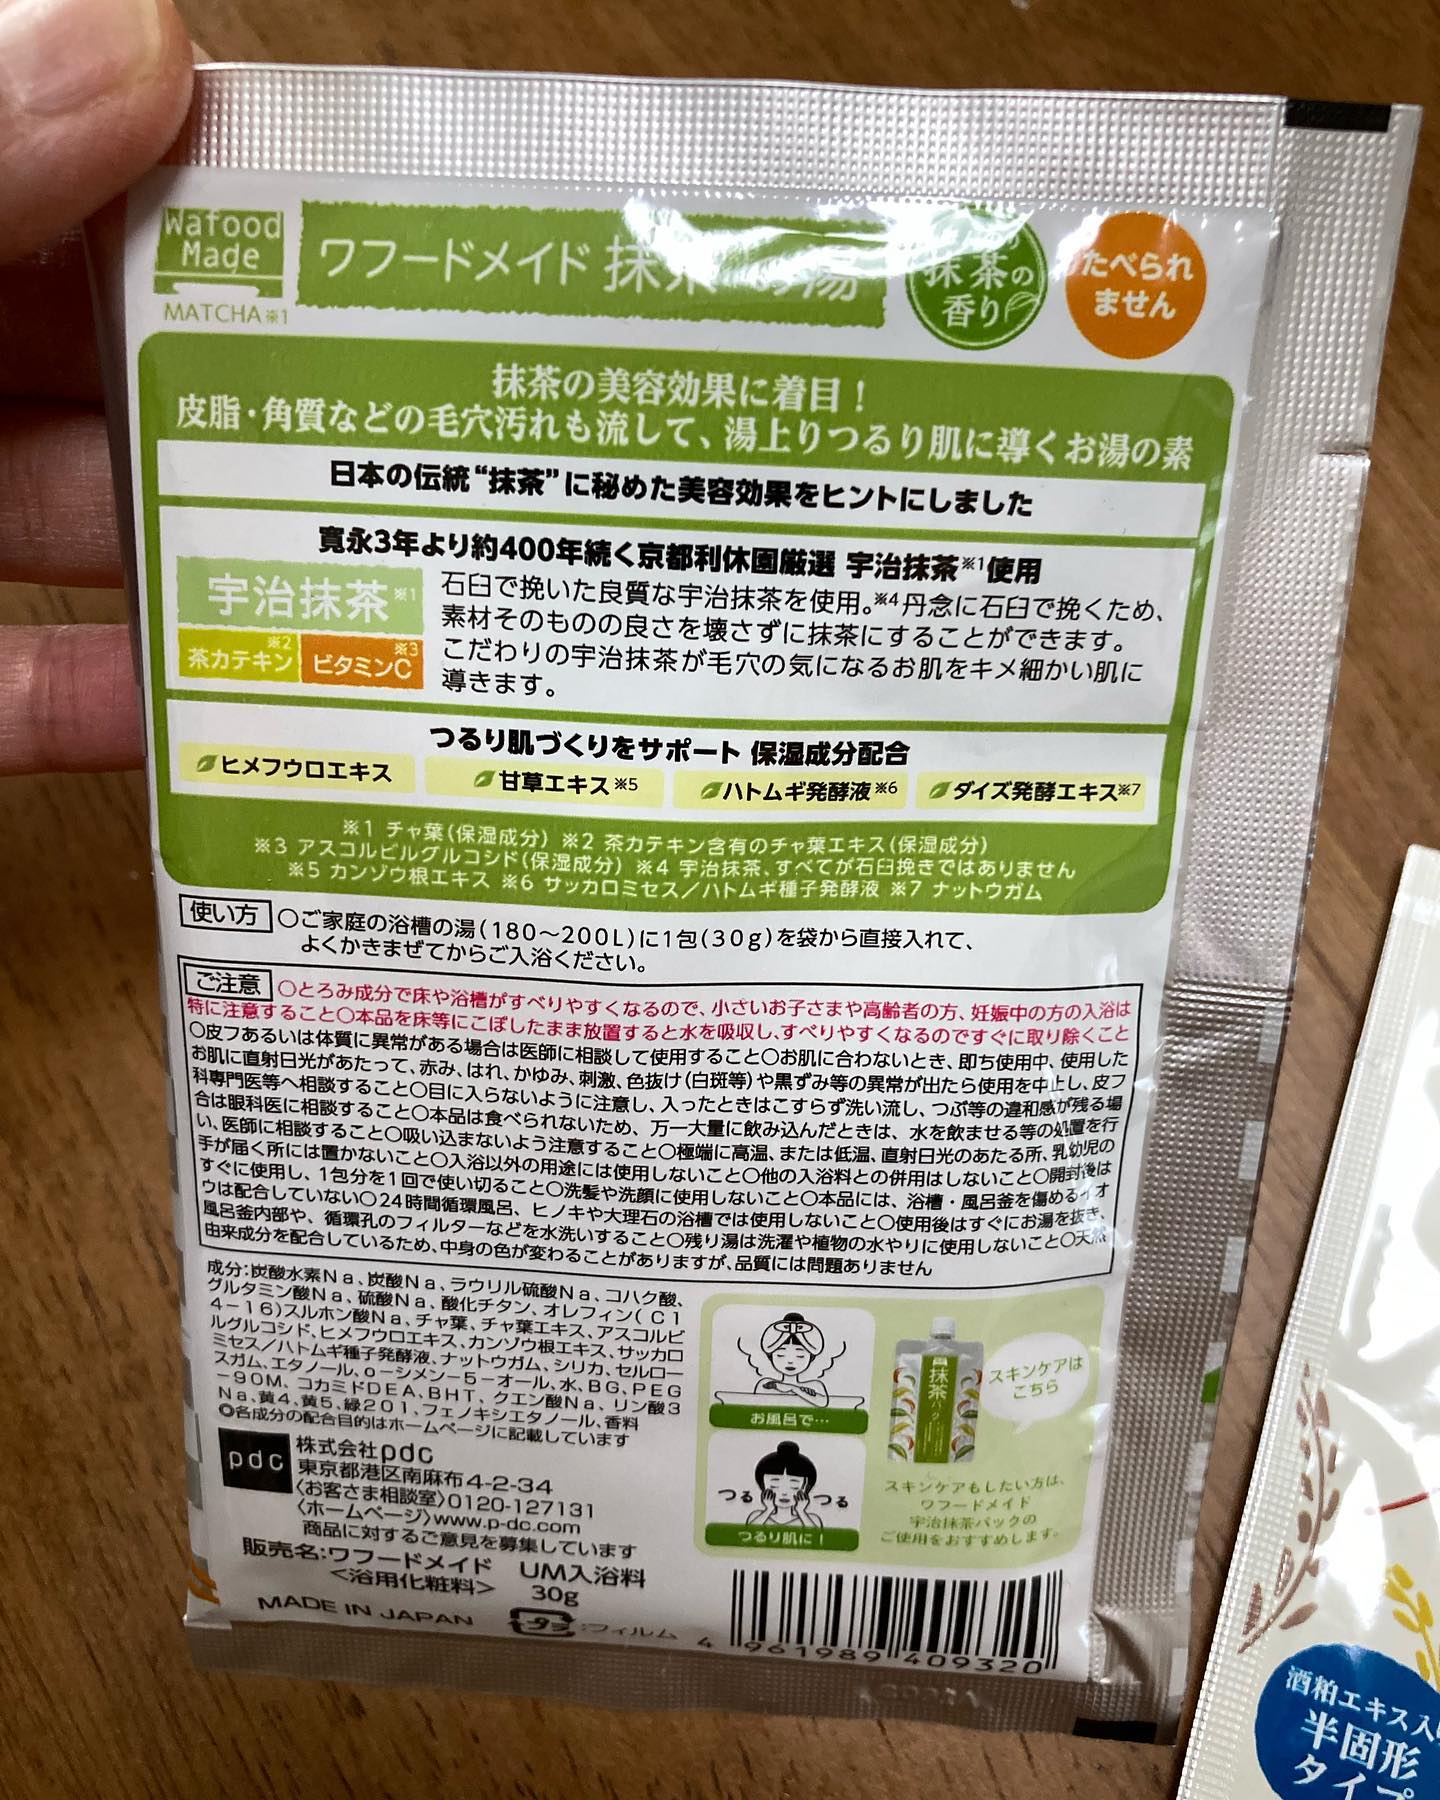 Wafood
Made
MATCHA※1
ワフードメイド 抹茶の湯
抹茶の
香り
たべられ
ません
抹茶の美容効果に着目！
皮脂・角質などの毛穴汚れも流して、湯上りつるり肌に導くお湯の素
日本の伝統“抹茶”に秘めた美容効果をヒントにしました
寛永3年より約400年続く京都利休園厳選 宇治抹茶※1使用
宇治抹茶※1
茶カテキン※2
ビタミンC※3
石臼で挽いた良質な宇治抹茶を使用。※4丹念に石臼で挽くため、
素材そのものの良さを壊さずに抹茶にすることができます。
こだわりの宇治抹茶が毛穴の気になるお肌をキメ細かい肌に
導きます。
つるり肌づくりをサポート 保湿成分配合
ヒメフウロエキス
甘草エキス※5
ハトムギ発酵液※6
ダイズ発酵エキス※7
※1 チャ葉(保湿成分) ※2 茶カテキン含有のチャ葉エキス(保湿成分)
※3 アスコルビルグルコシド(保湿成分) ※4 宇治抹茶、すべてが石臼挽きではありません
※5 カンゾウ根エキス ※6 サッカロミセス／ハトムギ種子発酵液 ※7 ナットウガム
使い方 ○ご家庭の浴槽の湯(180〜200L)に1包(30g)を袋から直接入れて、
よくかきまぜてからご入浴ください。
ご注意 ○とろみ成分で床や浴槽がすべりやすくなるので、小さいお子さまや高齢者の方、妊娠中の方の入浴は
特に注意すること○本品を床等にこぼしたまま放置すると水を吸収し、すべりやすくなるのですぐに取り除くこと
○皮フあるいは体質に異常がある場合は医師に相談して使用すること○お肌に合わないとき、即ち使用中、使用した
お肌に直射日光があたって、赤み、はれ、かゆみ、刺激、色抜け(白斑等)や黒ずみ等の異常が出たら使用を中止し、皮フ
科専門医等へ相談すること○目に入らないように注意し、入ったときはこすらず洗い流し、つぶ等の違和感が残る場
合は眼科医に相談すること○本品は食べられないため、万一大量に飲み込んだときは、水を飲ませる等の処置を行
い、医師に相談すること○吸い込まないよう注意すること○極端に高温、または低温、直射日光のあたる所、乳幼児の
手が届く所には置かないこと○入浴以外の用途には使用しないこと○他の入浴料との併用はしないこと○開封後は
すぐに使用し、1包分を1回で使い切ること○洗髪や洗顔に使用しないこと○本品には、浴槽・風呂釜を傷めるイオ
ウは配合していない○24時間循環風呂、ヒノキや大理石の浴槽では使用しないこと○使用後はすぐにお湯を抜き、
風呂釜内部や、循環孔のフィルターなどを水洗いすること○残り湯は洗濯や植物の水やりに使用しないこと○天然
由来成分を配合しているため、中身の色が変わることがありますが、品質には問題ありません
成分:炭酸水素Na、炭酸Na、ラウリル硫酸Na、コハク酸、
グルタミン酸Na、硫酸Na、酸化チタン、オレフィン(C1
4-16)スルホン酸Na、チャ葉、チャ葉エキス、アスコルビ
ルグルコシド、ヒメフウロエキス、カンゾウ根エキス、サッカロ
ミセス／ハトムギ種子発酵液、ナットウガム、シリカ、セルロー
スガム、エタノール、o-シメン-5-オール、水、BG、PEG
-90M、コカミドDEA、BHT、クエン酸Na、リン酸3
Na、黄4、黄5、緑201、フェノキシエタノール、香料
◎各成分の配合目的はホームページに記載しています
お風呂で…
つる つる
つるり肌に！
抹茶パック
スキンケアは
こちら
スキンケアもしたい方は、
ワフードメイド
宇治抹茶パックの
ご使用をおすすめします。
pdc
株式会社pdc
東京都港区南麻布4-2-34
〈お客さま相談室〉0120-127131
〈ホームページ〉www.p-dc.com
商品に対するご意見を募集しています
販売名:ワフードメイド UM入浴料
<浴用化粧料> 30g
MADE IN JAPAN
プラ:フィルム
4 961989 409320
酒粕エキス入
半固形
タイプ